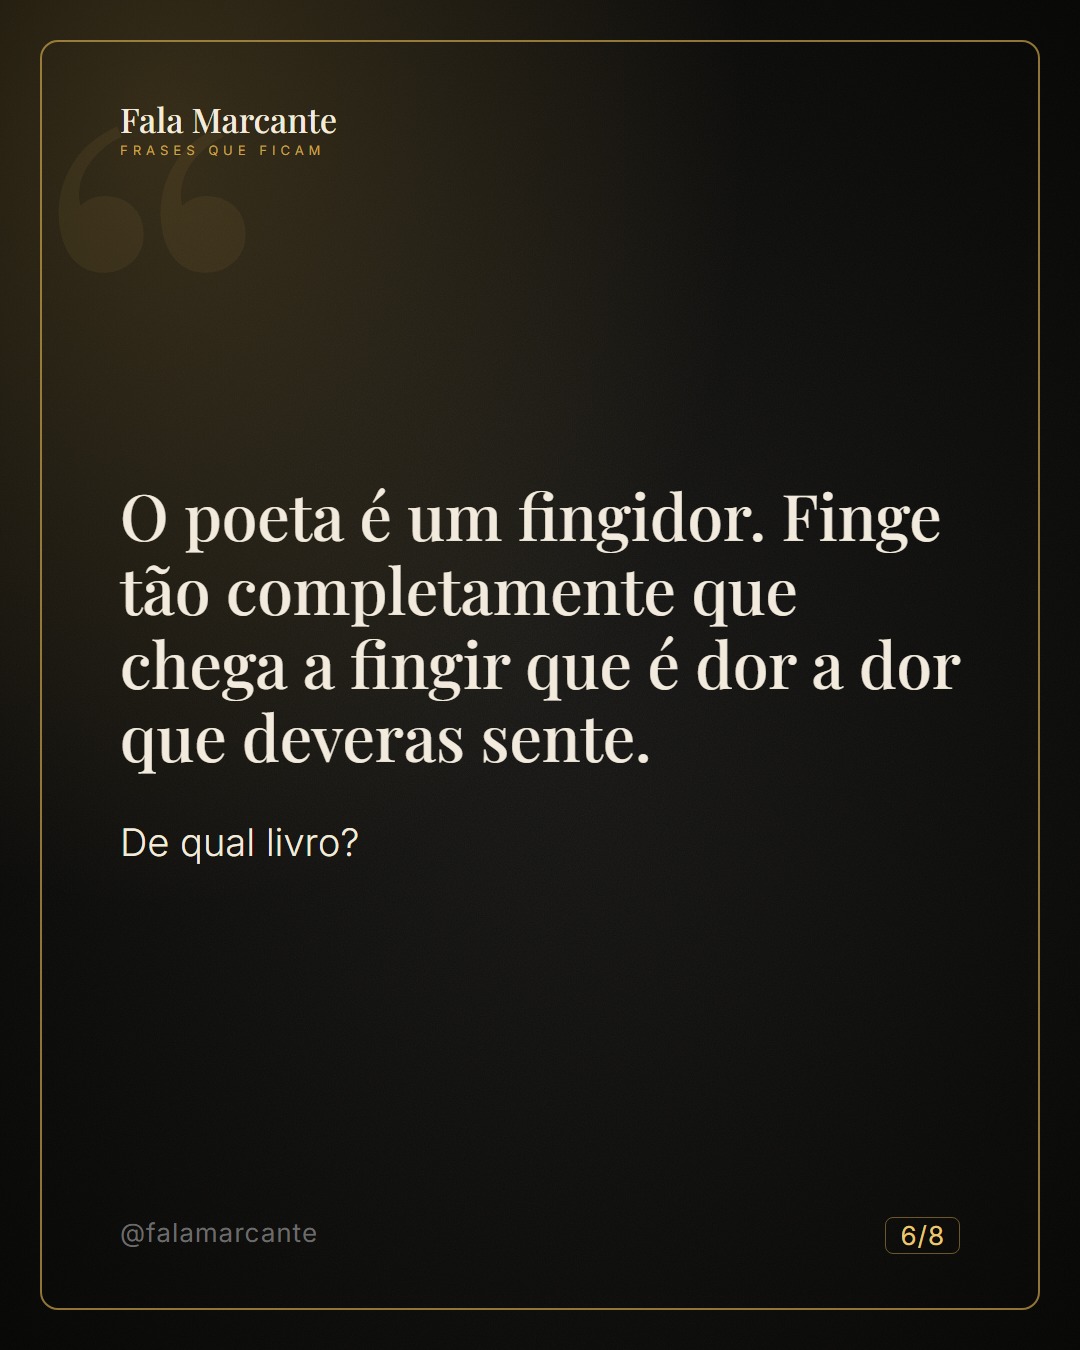 Fala Marcante
FRASES QUE FICAM
O poeta é um fingidor. Finge
tão completamente que
chega a fingir que é dor a dor
que deveras sente.
De qual livro?
@falamarcante
6/8